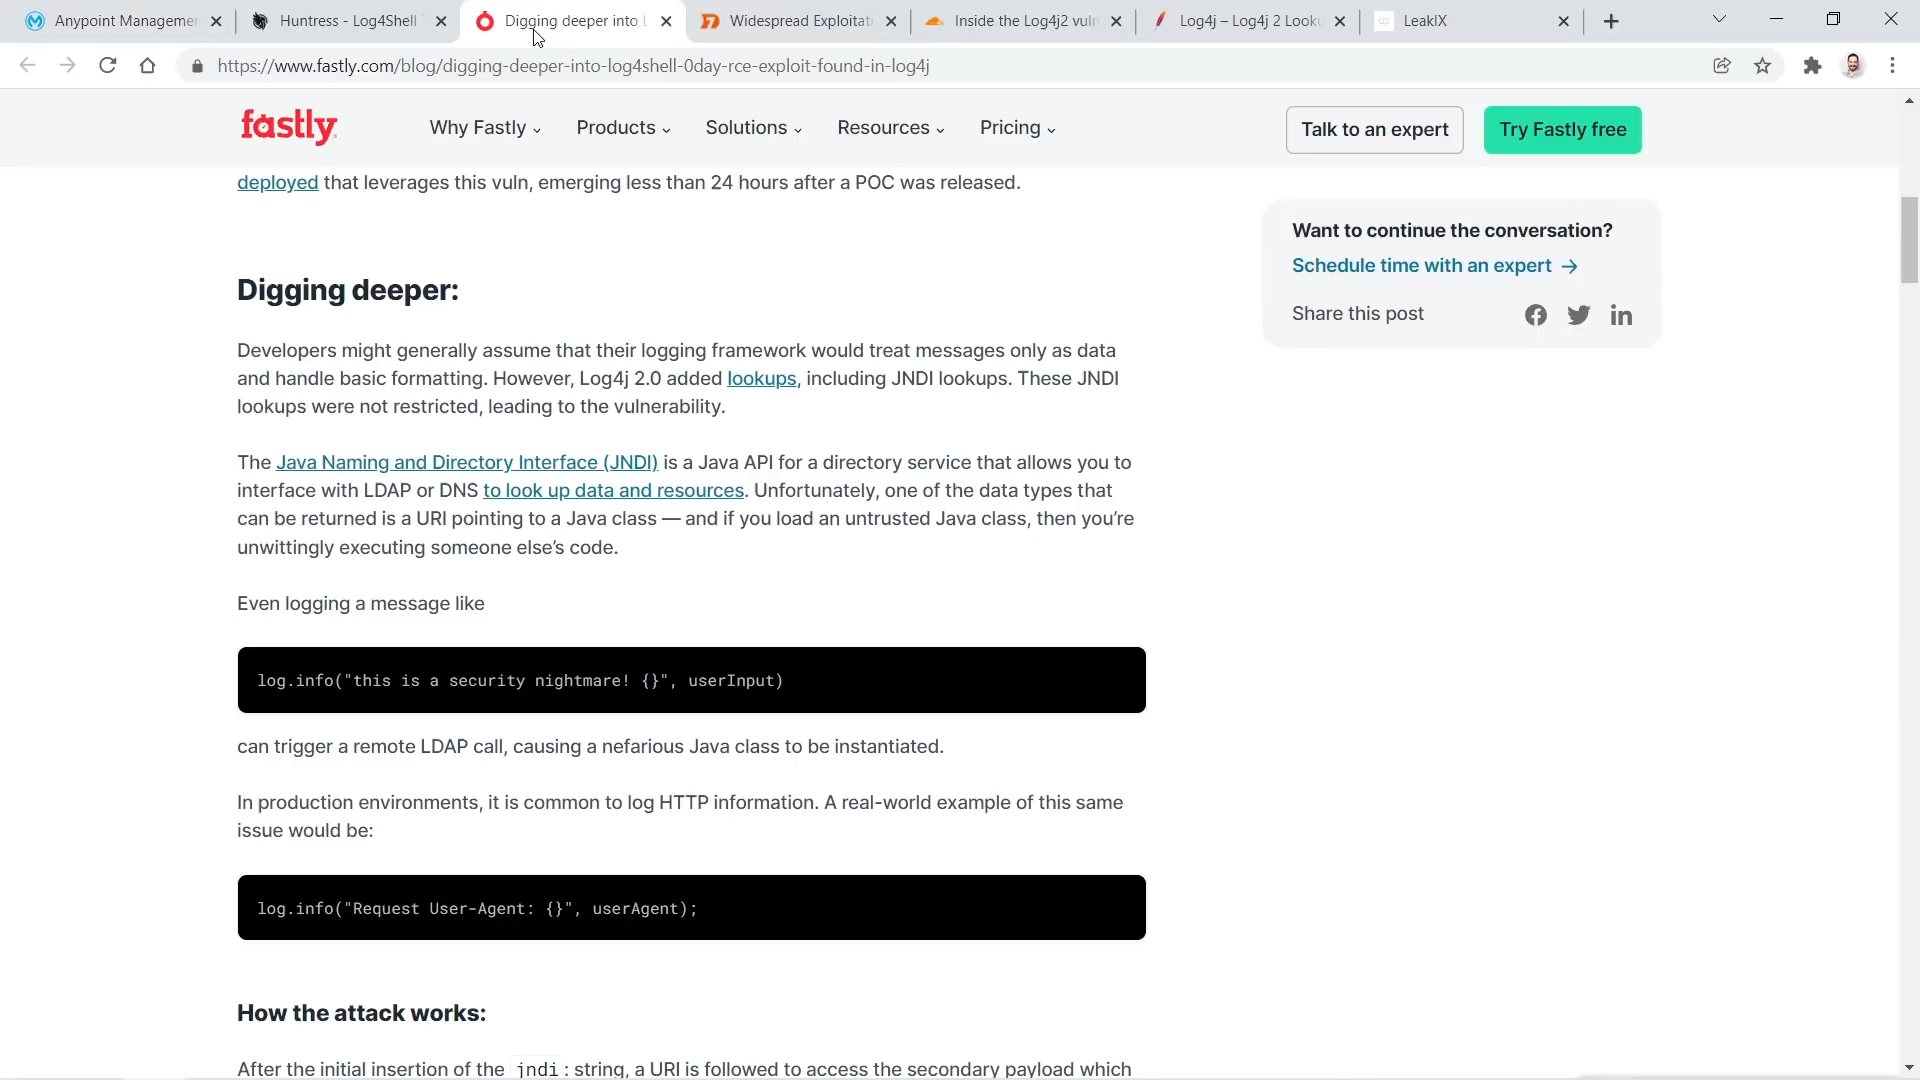 Anypoint Managemer
Huntress - Log4Shell T
Digging deeper into L
Widespread Exploitati
Inside the Log4j2 vuln
Log4j – Log4j 2 Looku
LeakIX
https://www.fastly.com/blog/digging-deeper-into-log4shell-0day-rce-exploit-found-in-log4j
fastly
Why Fastly
Products
Solutions
Resources
Pricing
Talk to an expert
Try Fastly free
deployed that leverages this vuln, emerging less than 24 hours after a POC was released.
Want to continue the conversation?
Schedule time with an expert →
Share this post
Digging deeper:
Developers might generally assume that their logging framework would treat messages only as data
and handle basic formatting. However, Log4j 2.0 added lookups, including JNDI lookups. These JNDI
lookups were not restricted, leading to the vulnerability.
The Java Naming and Directory Interface (JNDI) is a Java API for a directory service that allows you to
interface with LDAP or DNS to look up data and resources. Unfortunately, one of the data types that
can be returned is a URI pointing to a Java class — and if you load an untrusted Java class, then you’re
unwittingly executing someone else’s code.
Even logging a message like
log.info("this is a security nightmare! {}", userInput)
can trigger a remote LDAP call, causing a nefarious Java class to be instantiated.
In production environments, it is common to log HTTP information. A real-world example of this same
issue would be:
log.info("Request User-Agent: {}", userAgent);
How the attack works:
After the initial insertion of the jndi: string, a URI is followed to access the secondary payload which